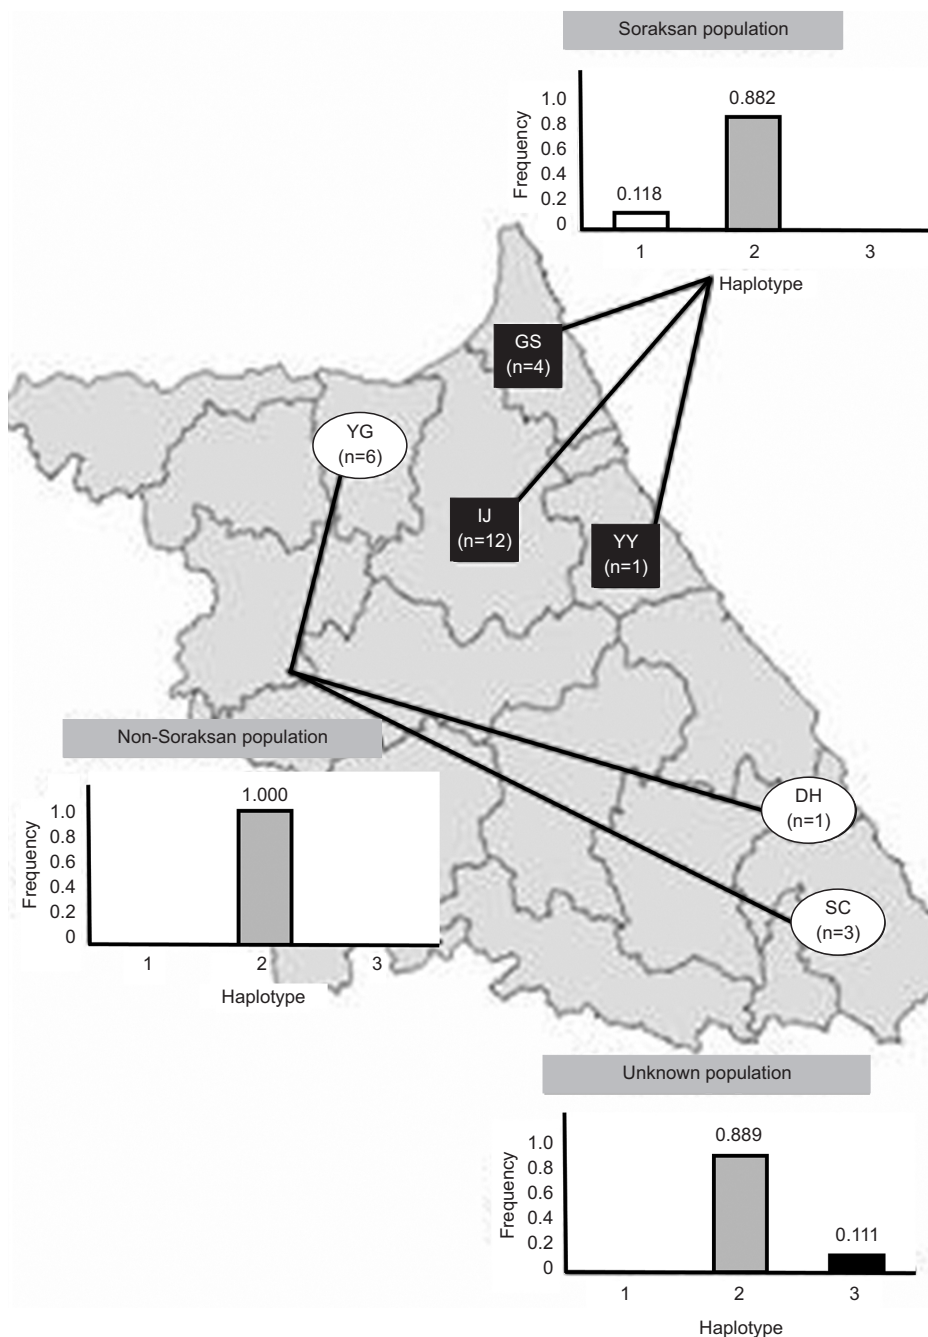 Soraksan population
0.882
0.118
1.0
0.8
0.6
0.4
0.2
0
Frequency
1 2 3
Haplotype
GS
(n=4)
YG
(n=6)
IJ
(n=12)
YY
(n=1)
Non-Soraksan population
1.000
1.0
0.8
0.6
0.4
0.2
0
Frequency
1 2 3
Haplotype
DH
(n=1)
SC
(n=3)
Unknown population
0.889
0.111
1.0
0.8
0.6
0.4
0.2
0
Frequency
1 2 3
Haplotype